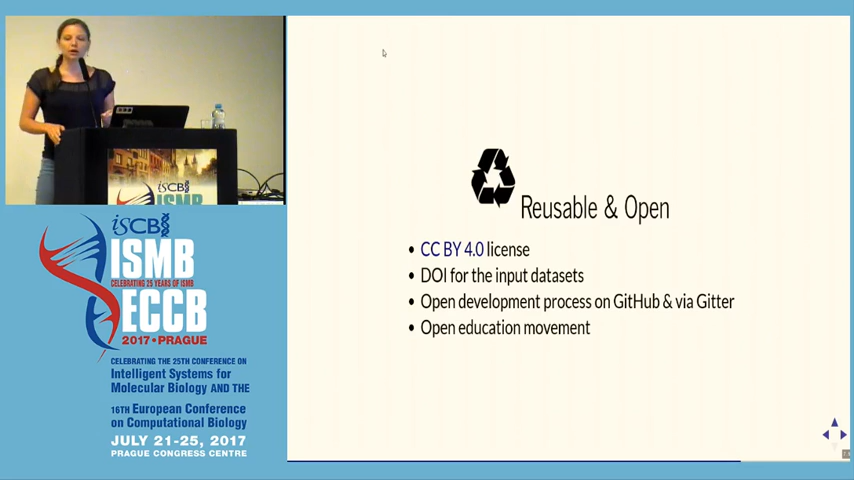 iSCB
ISMB
iSCB
ISMB
CELEBRATING 25 YEARS OF ISMB
ECCB
2017 • PRAGUE
CELEBRATING THE 25TH CONFERENCE ON
Intelligent Systems for
Molecular Biology AND THE
16TH European Conference
on Computational Biology
JULY 21-25, 2017
PRAGUE CONGRESS CENTRE
Reusable & Open
• CC BY 4.0 license
• DOI for the input datasets
• Open development process on GitHub & via Gitter
• Open education movement